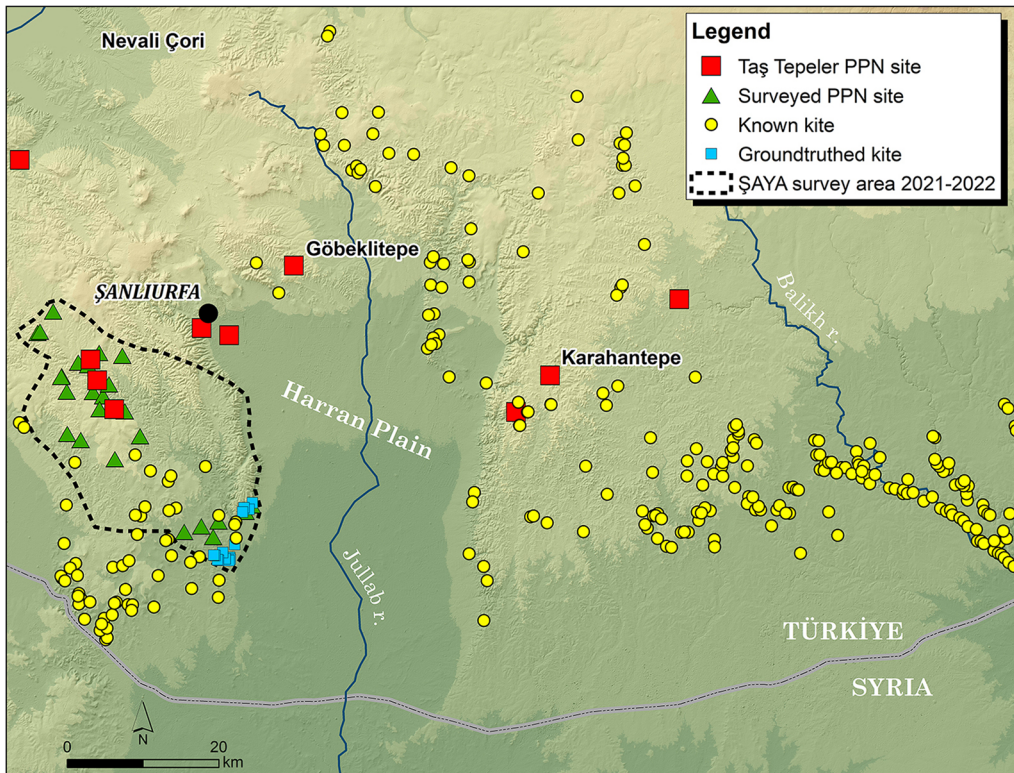 Nevali Çori
Legend
Taş Tepeler PPN site
Surveyed PPN site
Known kite
Groundtruthed kite
ŞAYA survey area 2021-2022
Göbeklitepe
ŞANLIURFA
Balikh r.
Karahantepe
Harran Plain
Jullab r.
TÜRKİYE
SYRIA
N
0 20
km